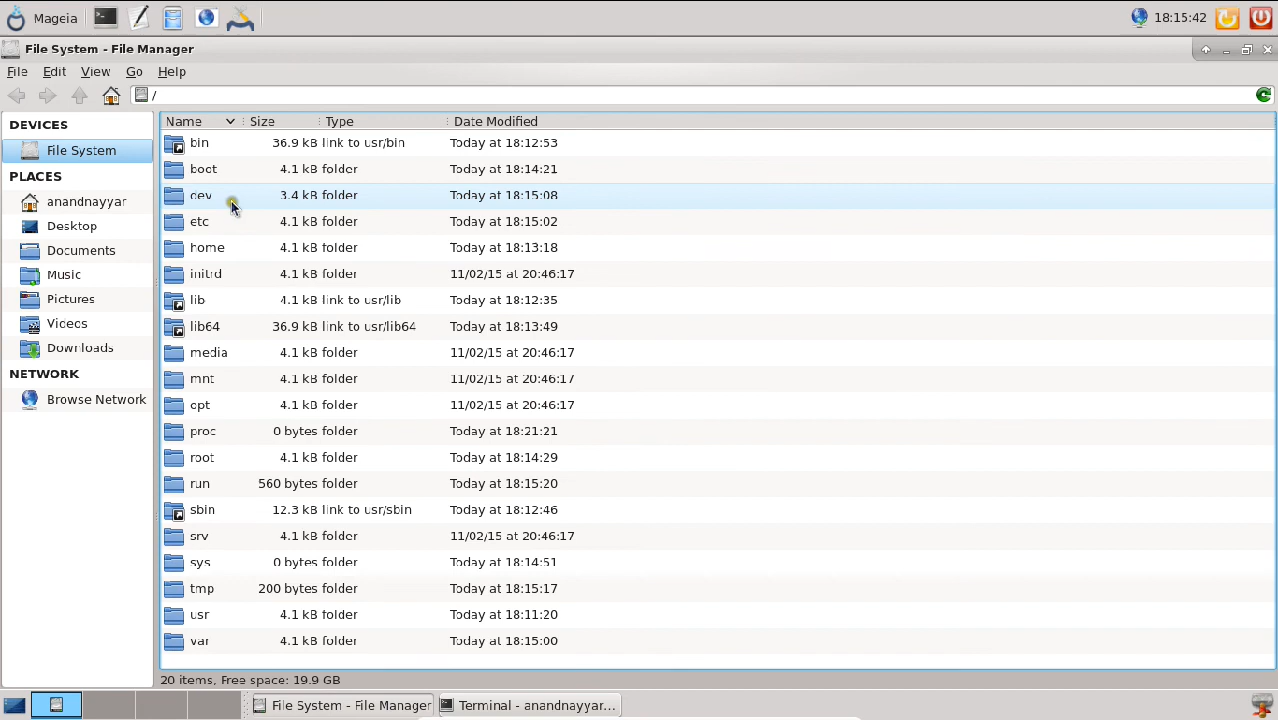 Mageia 18:15:42
File System - File Manager
File Edit View Go Help
/
DEVICES
File System
PLACES
anandnayyar
Desktop
Documents
Music
Pictures
Videos
Downloads
NETWORK
Browse Network
Name Size Type Date Modified
bin 36.9 kB link to usr/bin Today at 18:12:53
boot 4.1 kB folder Today at 18:14:21
dev 3.4 kB folder Today at 18:15:08
etc 4.1 kB folder Today at 18:15:02
home 4.1 kB folder Today at 18:13:18
initrd 4.1 kB folder 11/02/15 at 20:46:17
lib 4.1 kB link to usr/lib Today at 18:12:35
lib64 36.9 kB link to usr/lib64 Today at 18:13:49
media 4.1 kB folder 11/02/15 at 20:46:17
mnt 4.1 kB folder 11/02/15 at 20:46:17
opt 4.1 kB folder 11/02/15 at 20:46:17
proc 0 bytes folder Today at 18:21:21
root 4.1 kB folder Today at 18:14:29
run 560 bytes folder Today at 18:15:20
sbin 12.3 kB link to usr/sbin Today at 18:12:46
srv 4.1 kB folder 11/02/15 at 20:46:17
sys 0 bytes folder Today at 18:14:51
tmp 200 bytes folder Today at 18:15:17
usr 4.1 kB folder Today at 18:11:20
var 4.1 kB folder Today at 18:15:00
20 items, Free space: 19.9 GB
File System - File Manager Terminal - anandnayyar...